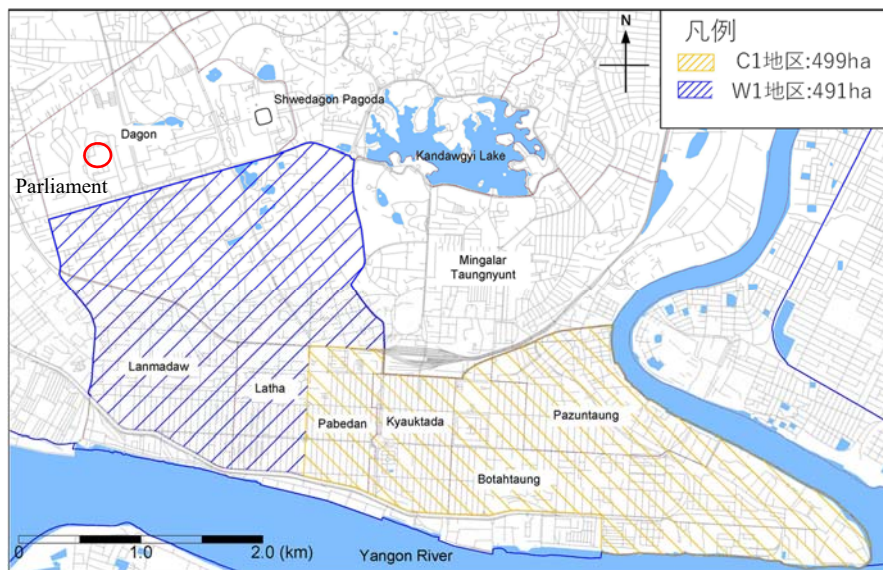 N
凡例
C1地区:499ha
W1地区:491ha
Shwedagon Pagoda
Dagon
Kandawgyi Lake
Parliament
Mingalar
Taungnyunt
Lanmadaw
Latha
Pabedan
Kyauktada
Pazuntaung
Botahtaung
0 1.0 2.0 (km)
Yangon River